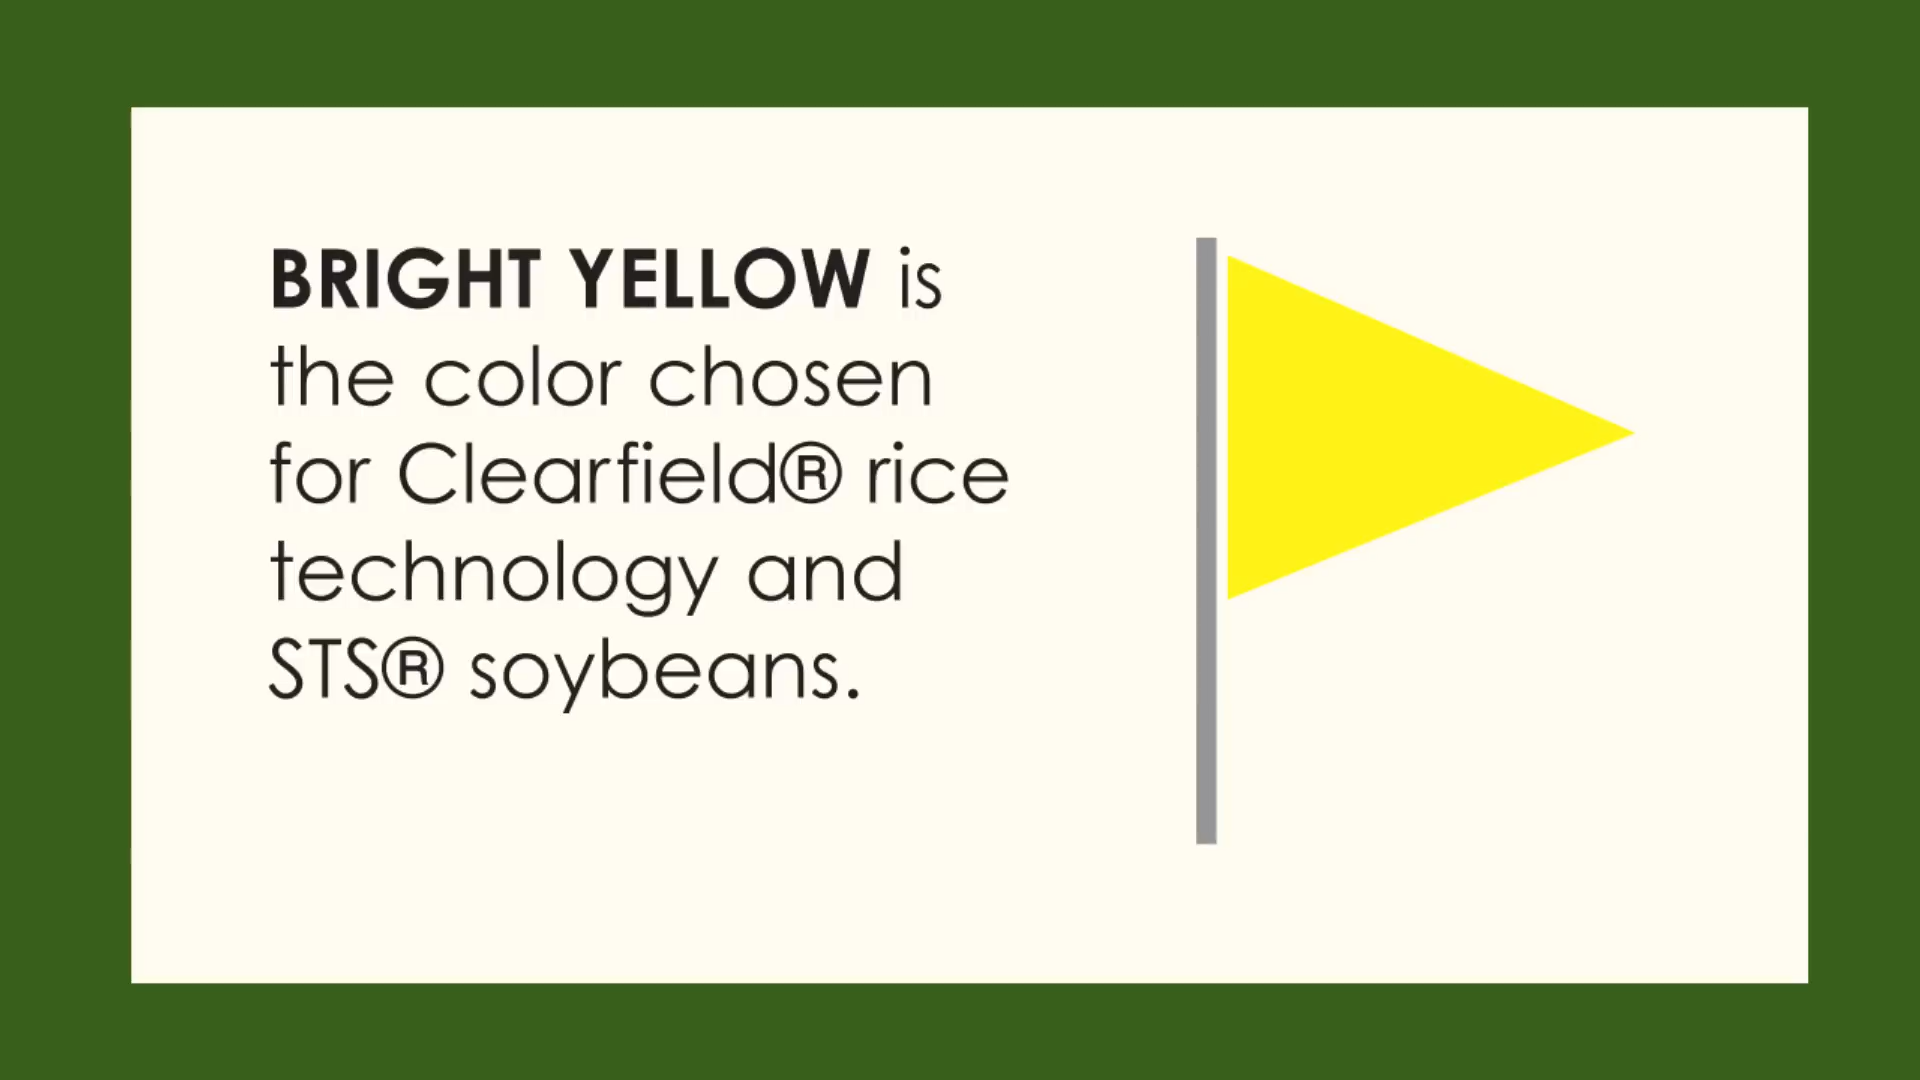 BRIGHT YELLOW is
the color chosen
for Clearfield® rice
technology and
STS® soybeans.